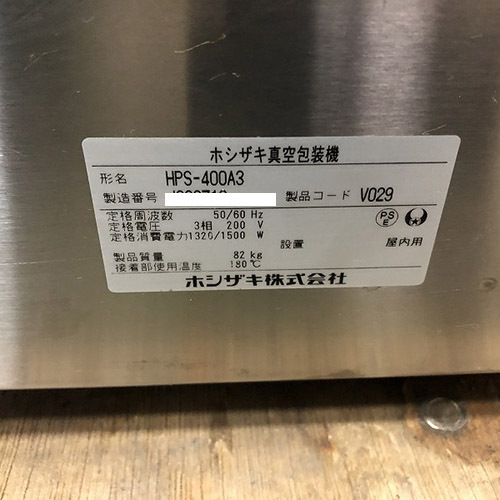 ホシザキ真空包装機
形名 HPS-400A3
製造番号 製品コード V029
定格周波数 50/60 Hz
定格電圧 3相 200 V
定格消費電力 1320/1500 W
PS E
設置 屋内用
製品質量 82 kg
接着部使用温度 180℃
ホシザキ株式会社